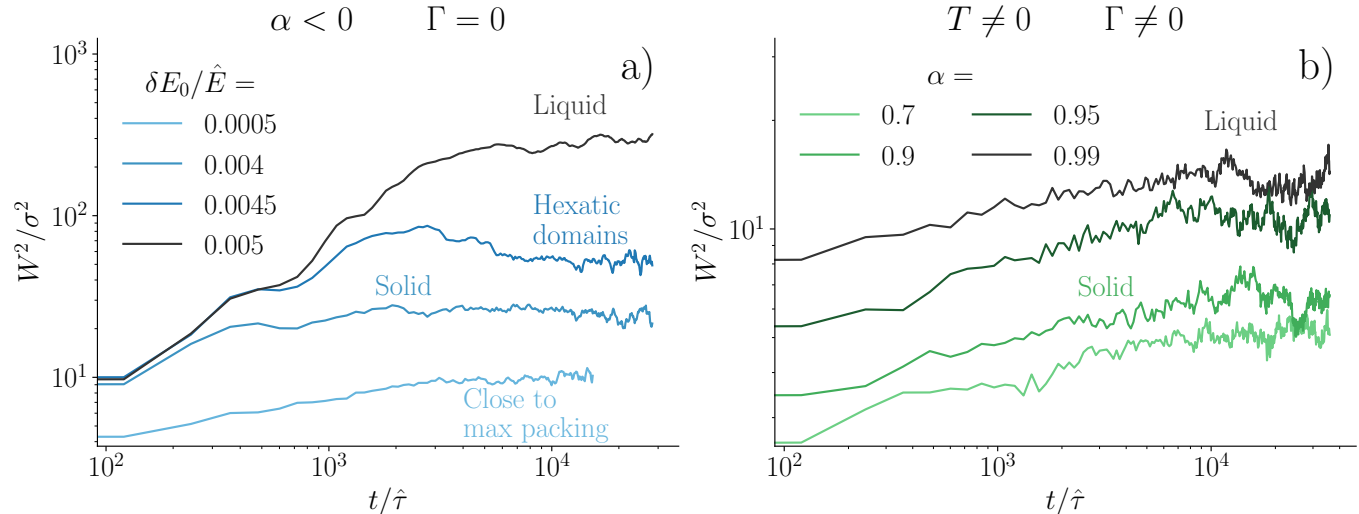 α < 0 Γ = 0
a)
10³
10²
10¹
W²/σ²
δE₀/Ê =
0.0005
0.004
0.0045
0.005
Liquid
Hexatic
domains
Solid
Close to
max packing
10² 10³ 10⁴
t/τ̂
T ≠ 0 Γ ≠ 0
b)
10¹
W²/σ²
α =
0.7 0.95
0.9 0.99
Liquid
Solid
10² 10³ 10⁴
t/τ̂